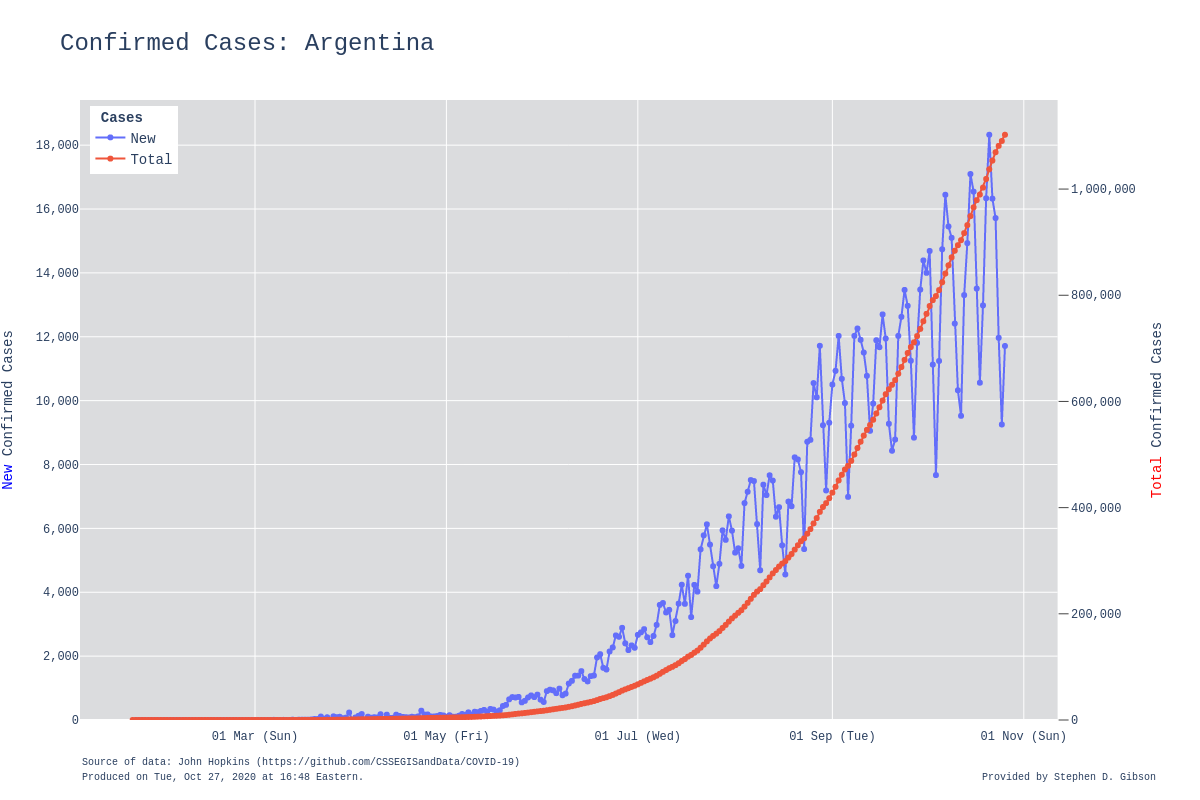 Confirmed Cases: Argentina
Cases
New
Total
18,000
16,000
14,000
12,000
10,000
8,000
6,000
4,000
2,000
0
New Confirmed Cases
1,000,000
800,000
600,000
400,000
200,000
0
Total Confirmed Cases
01 Mar (Sun) 01 May (Fri) 01 Jul (Wed) 01 Sep (Tue) 01 Nov (Sun)
Source of data: John Hopkins (https://github.com/CSSEGISandData/COVID-19)
Produced on Tue, Oct 27, 2020 at 16:48 Eastern.
Provided by Stephen D. Gibson